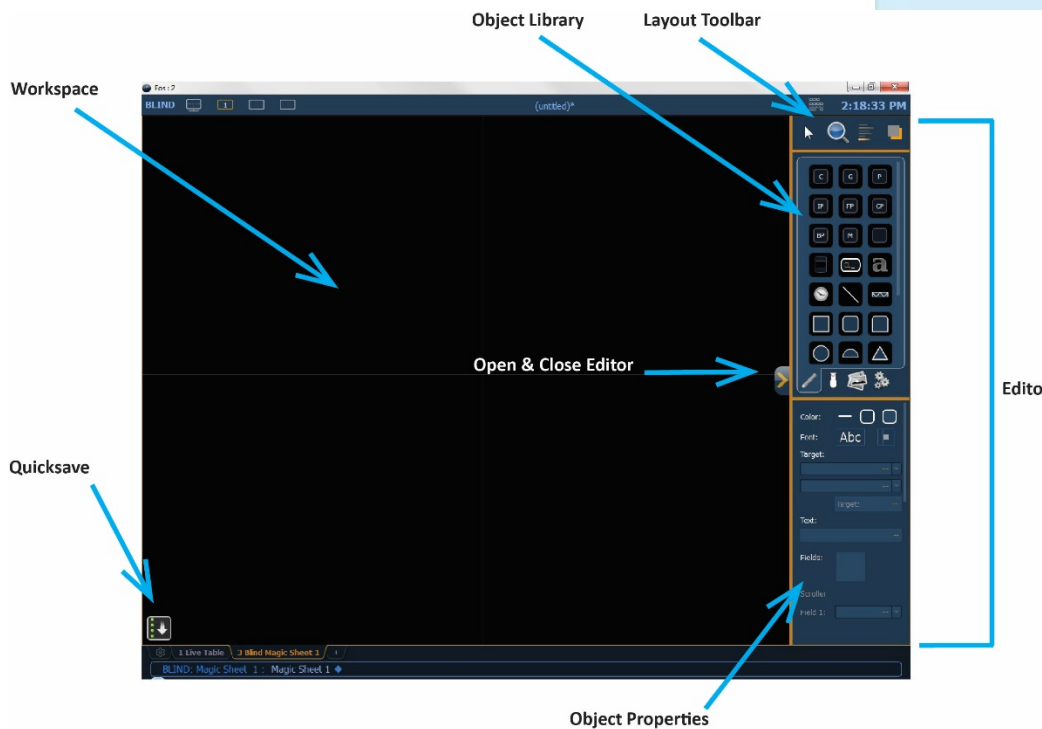 Object Library
Layout Toolbar
Workspace
BLIND
1
(untitled)*
2:18:33 PM
C G P
IP FP CP
BP M
a
Open & Close Editor
Edito
Color:
Font: Abc
Target:
Target:
Text:
Quicksave
Fields:
Scroller
Field 1:
1 Live Table
3 Blind Magic Sheet 1
+
BLIND: Magic Sheet 1 : Magic Sheet 1
Object Properties